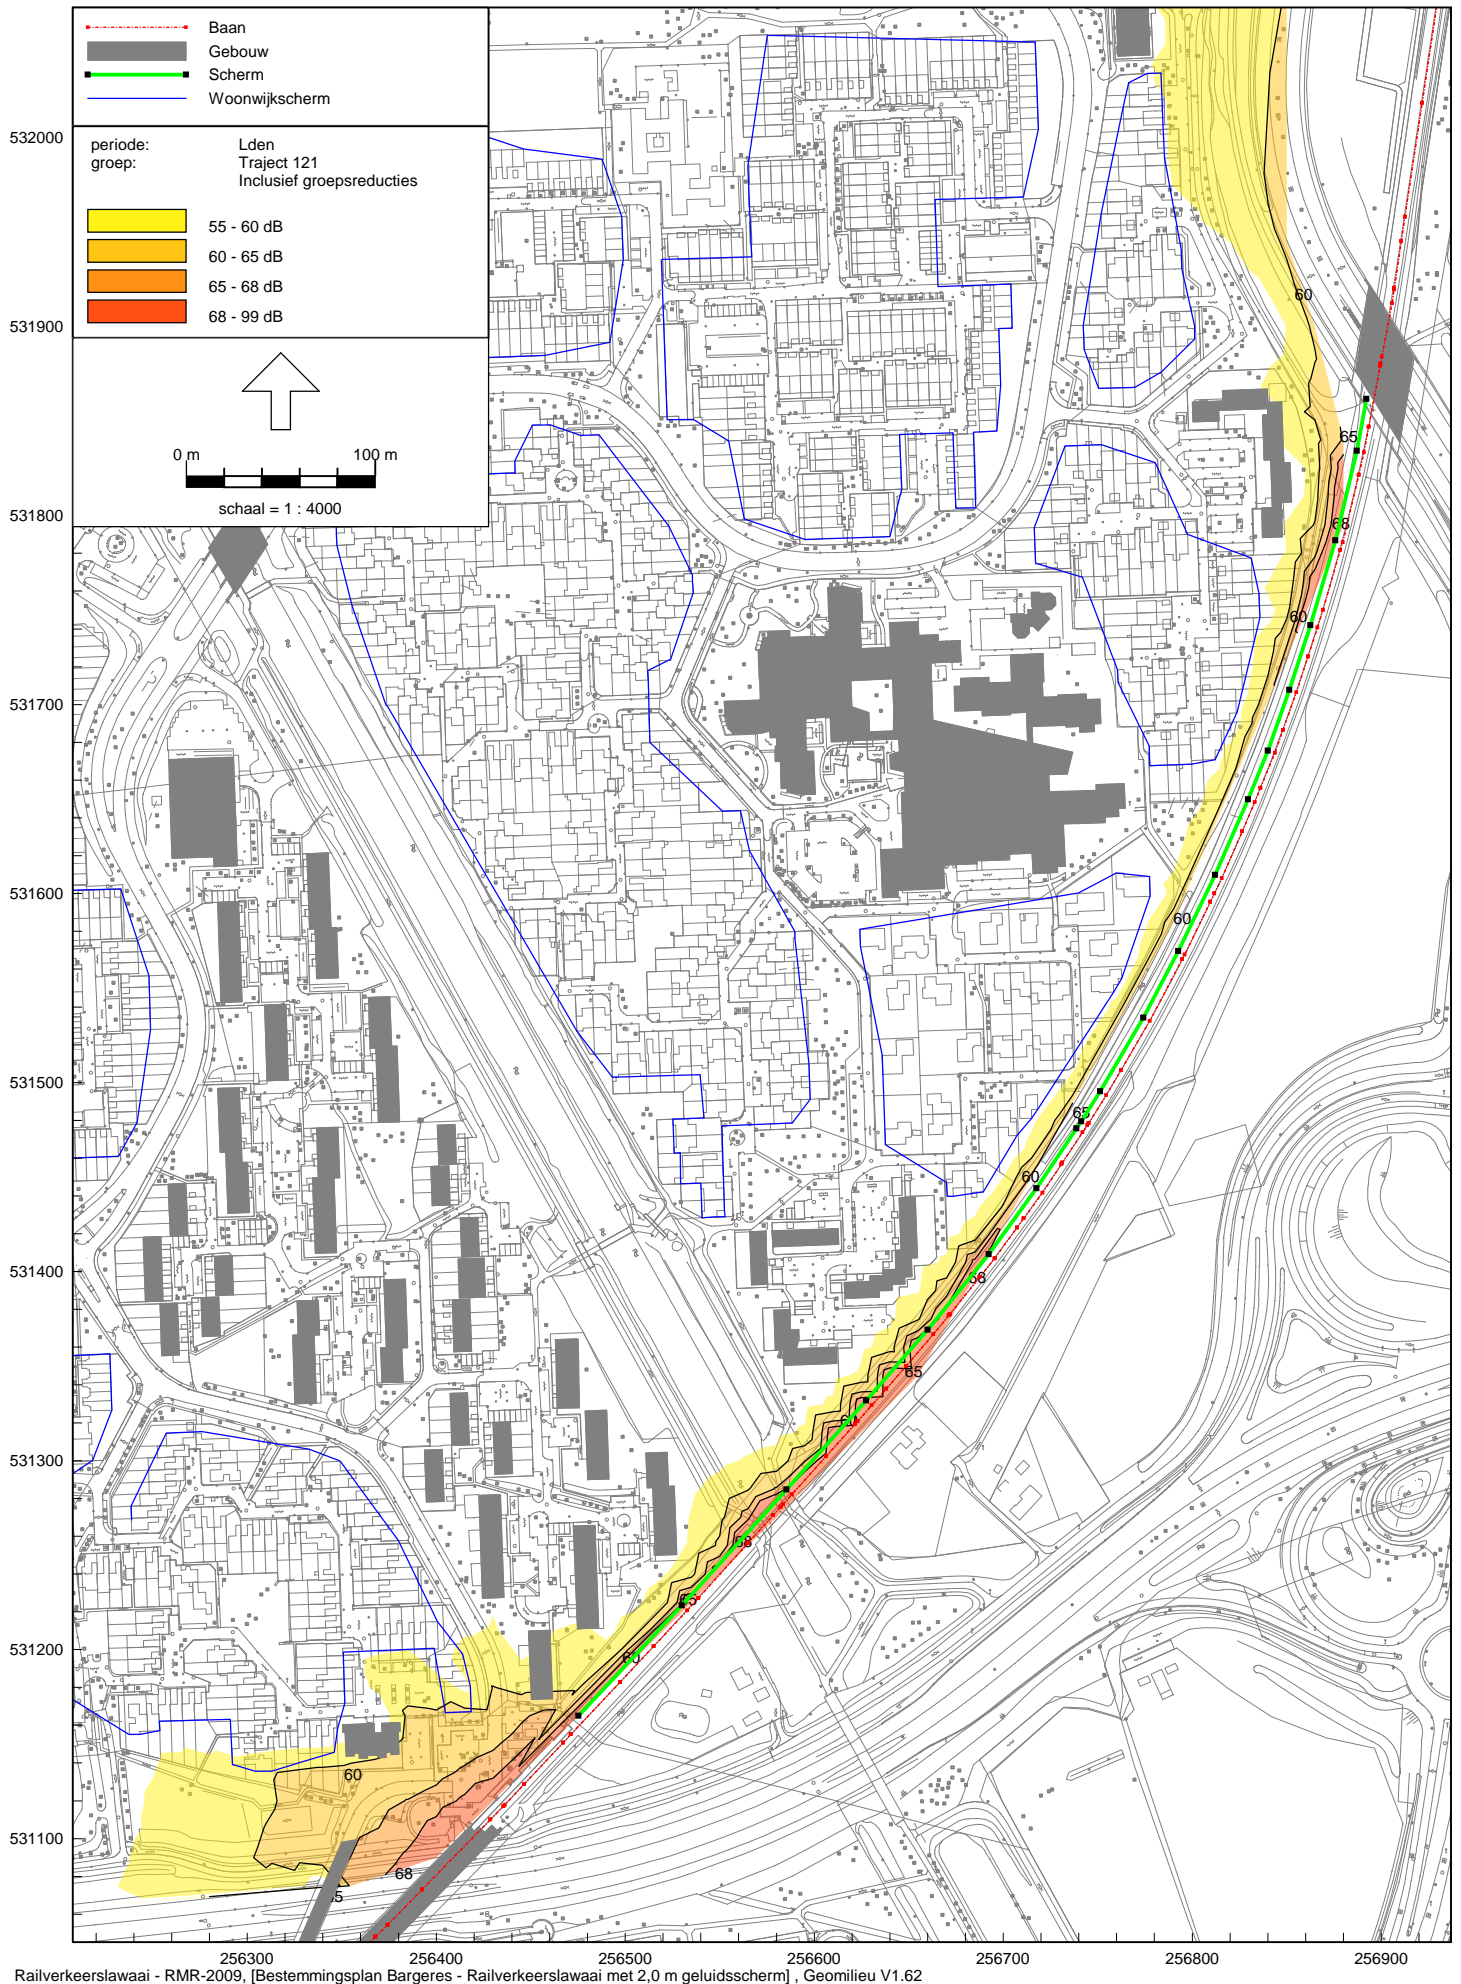 Baan
Gebouw
Scherm
Woonwijkscherm
periode: Lden
groep: Traject 121
Inclusief groepsreducties
55 - 60 dB
60 - 65 dB
65 - 68 dB
68 - 99 dB
0 m 100 m
schaal = 1 : 4000
532000
531900
531800
531700
531600
531500
531400
531300
531200
531100
60
65
68
60
60
65
60
68
65
60
68
65
60
60
68
65
256300 256400 256500 256600 256700 256800 256900
Railverkeerslawaai - RMR-2009, [Bestemmingsplan Bargeres - Railverkeerslawaai met 2,0 m geluidsscherm] , Geomilieu V1.62